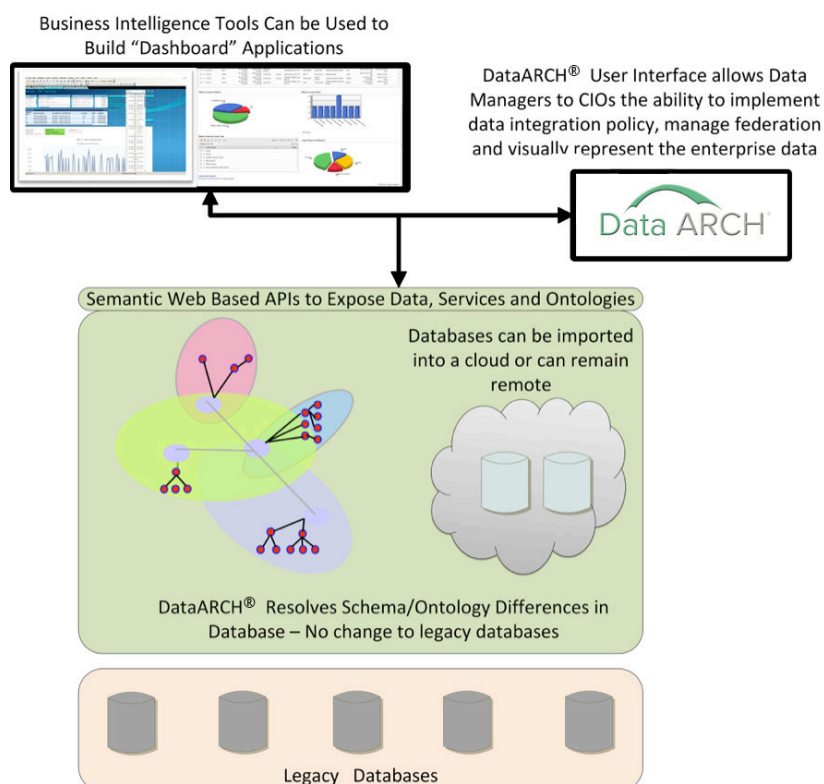 Business Intelligence Tools Can be Used to
Build “Dashboard” Applications
DataARCH® User Interface allows Data
Managers to CIOs the ability to implement
data integration policy, manage federation
and visually represent the enterprise data
Data ARCH
Semantic Web Based APIs to Expose Data, Services and Ontologies
Databases can be imported
into a cloud or can remain
remote
DataARCH® Resolves Schema/Ontology Differences in
Database – No change to legacy databases
Legacy Databases